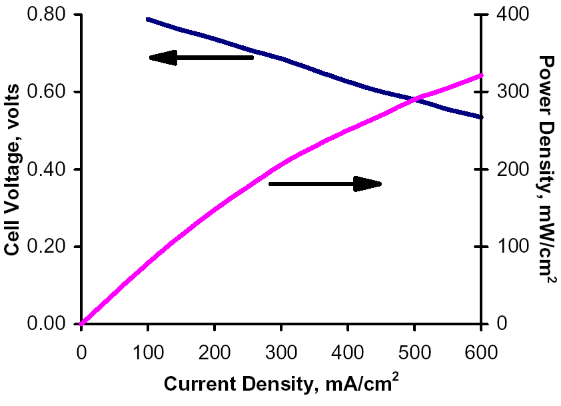 0.80
0.60
0.40
0.20
0.00
Cell Voltage, volts
400
300
200
100
0
Power Density, mW/cm²
0 100 200 300 400 500 600
Current Density, mA/cm²